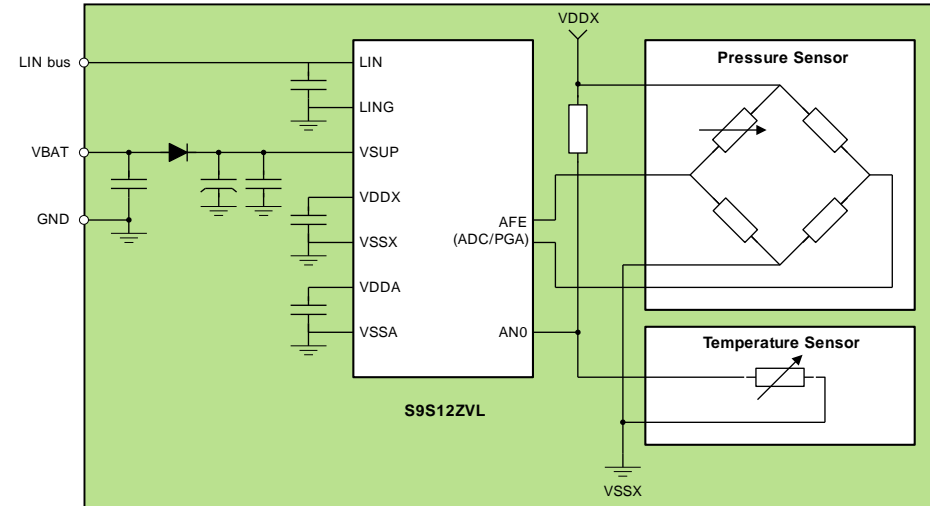 VDDX
Pressure Sensor
LIN bus
LIN
LING
VBAT
VSUP
VDDX
GND
AFE
(ADC/PGA)
VSSX
VDDA
VSSA
AN0
Temperature Sensor
S9S12ZVL
VSSX